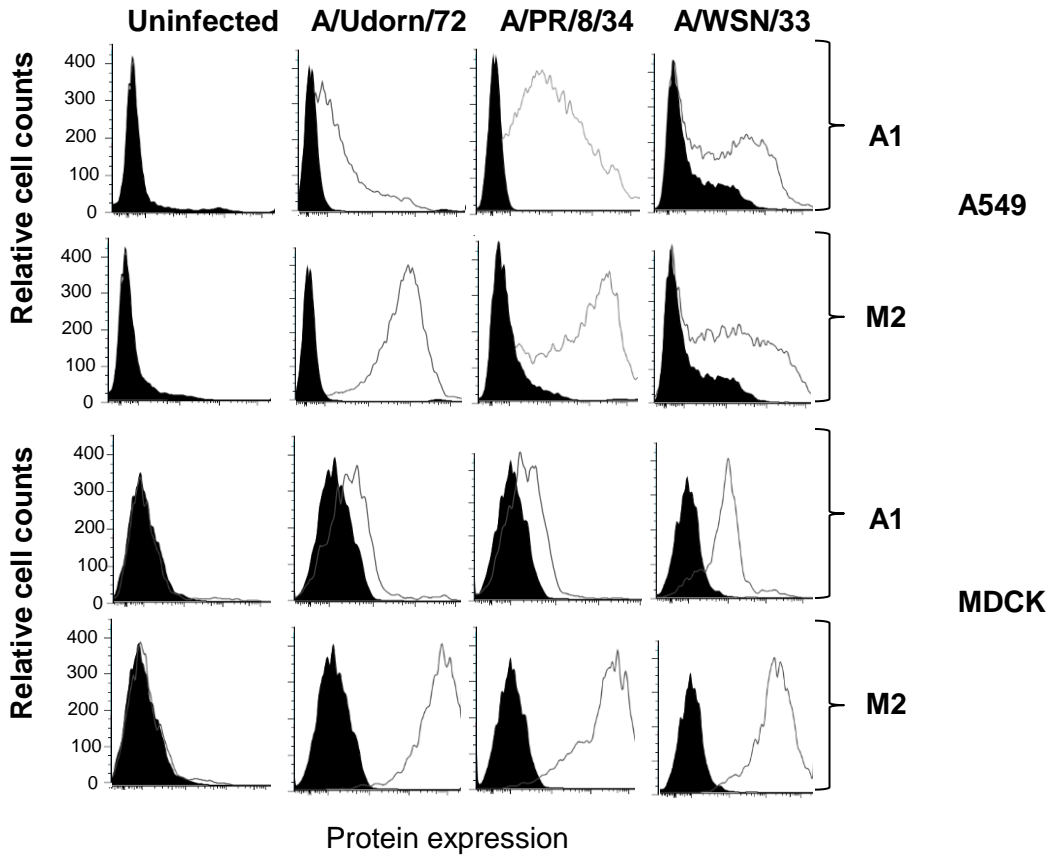 Uninfected A/Udorn/72 A/PR/8/34 A/WSN/33
Relative cell counts
400
300
200
100
0
A1
A549
400
300
200
100
0
M2
Relative cell counts
400
300
200
100
0
A1
MDCK
400
300
200
100
0
M2
Protein expression